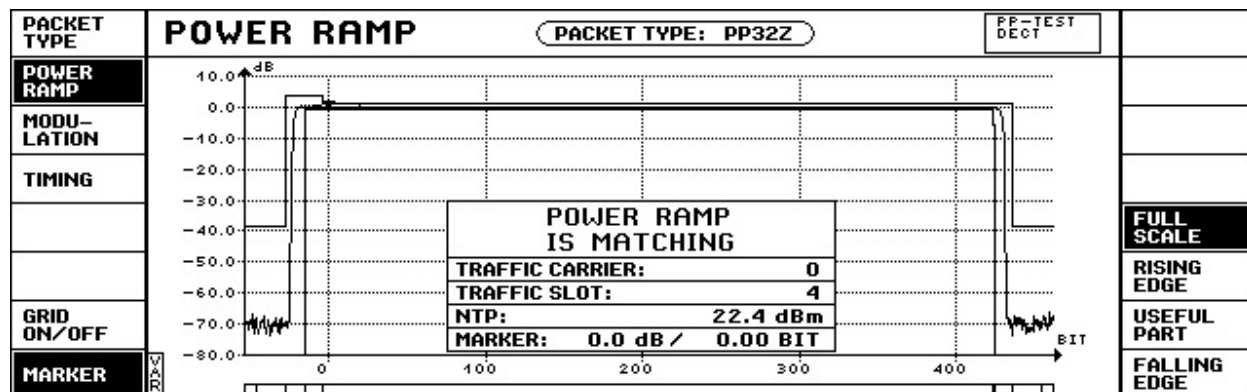 PACKET
TYPE
POWER
RAMP
MODU–
LATION
TIMING
GRID
ON/OFF
MARKER
POWER RAMP
PACKET TYPE: PP32Z
PP-TEST
DECT
dB
10.0
0.0
-10.0
-20.0
-30.0
-40.0
-50.0
-60.0
-70.0
-80.0
0
100
200
300
400
BIT
POWER RAMP
IS MATCHING
TRAFFIC CARRIER: 0
TRAFFIC SLOT: 4
NTP: 22.4 dBm
MARKER: 0.0 dB / 0.00 BIT
FULL
SCALE
RISING
EDGE
USEFUL
PART
FALLING
EDGE